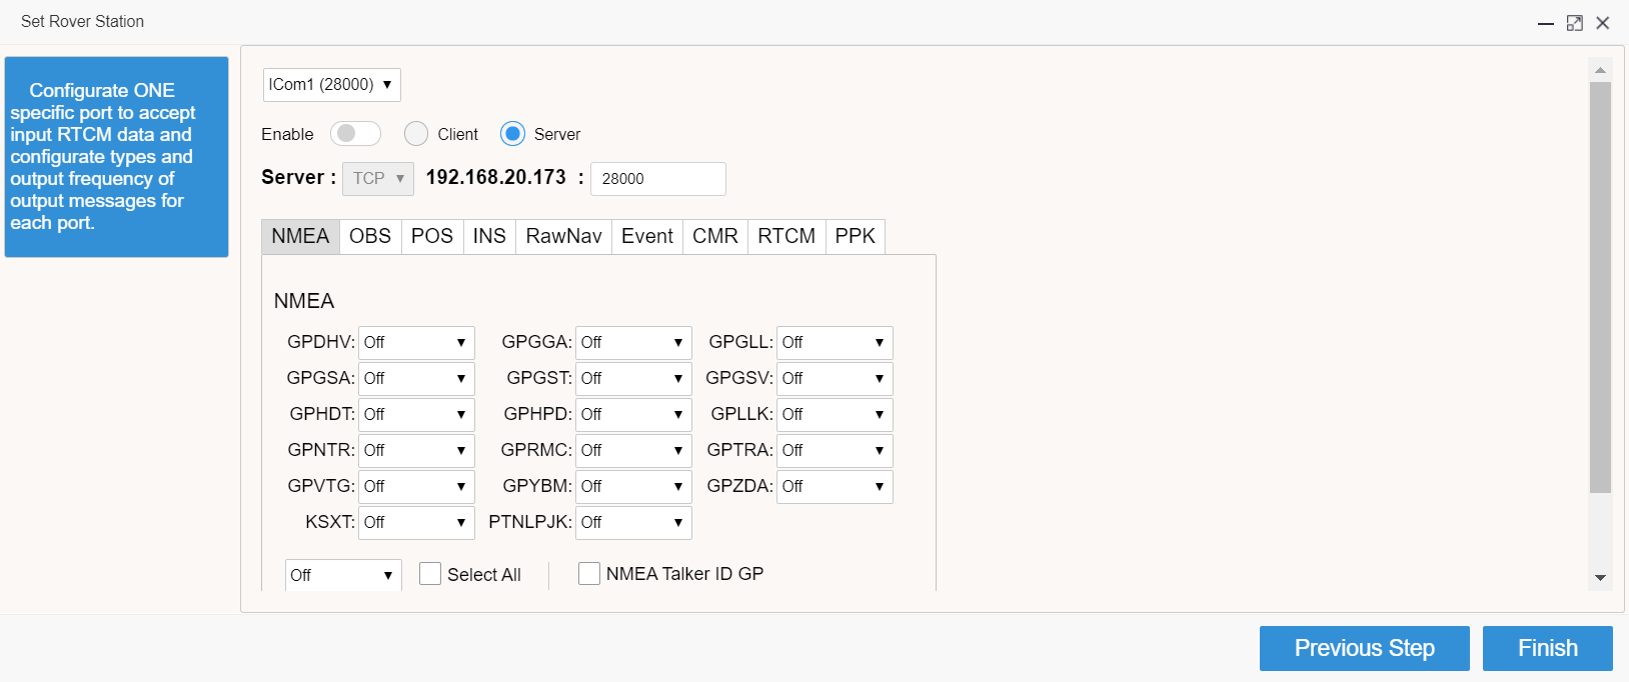 Set Rover Station
Configurate ONE
specific port to accept
input RTCM data and
configurate types and
output frequency of
output messages for
each port.
ICom1 (28000)
Enable Client Server
Server : TCP 192.168.20.173 : 28000
NMEA OBS POS INS RawNav Event CMR RTCM PPK
NMEA
GPDHV: Off GPGGA: Off GPGLL: Off
GPGSA: Off GPGST: Off GPGSV: Off
GPHDT: Off GPHPD: Off GPLLK: Off
GPNTR: Off GPRMC: Off GPTRA: Off
GPVTG: Off GPYBM: Off GPZDA: Off
KSXT: Off PTNLPJK: Off
Off Select All NMEA Talker ID GP
Previous Step Finish